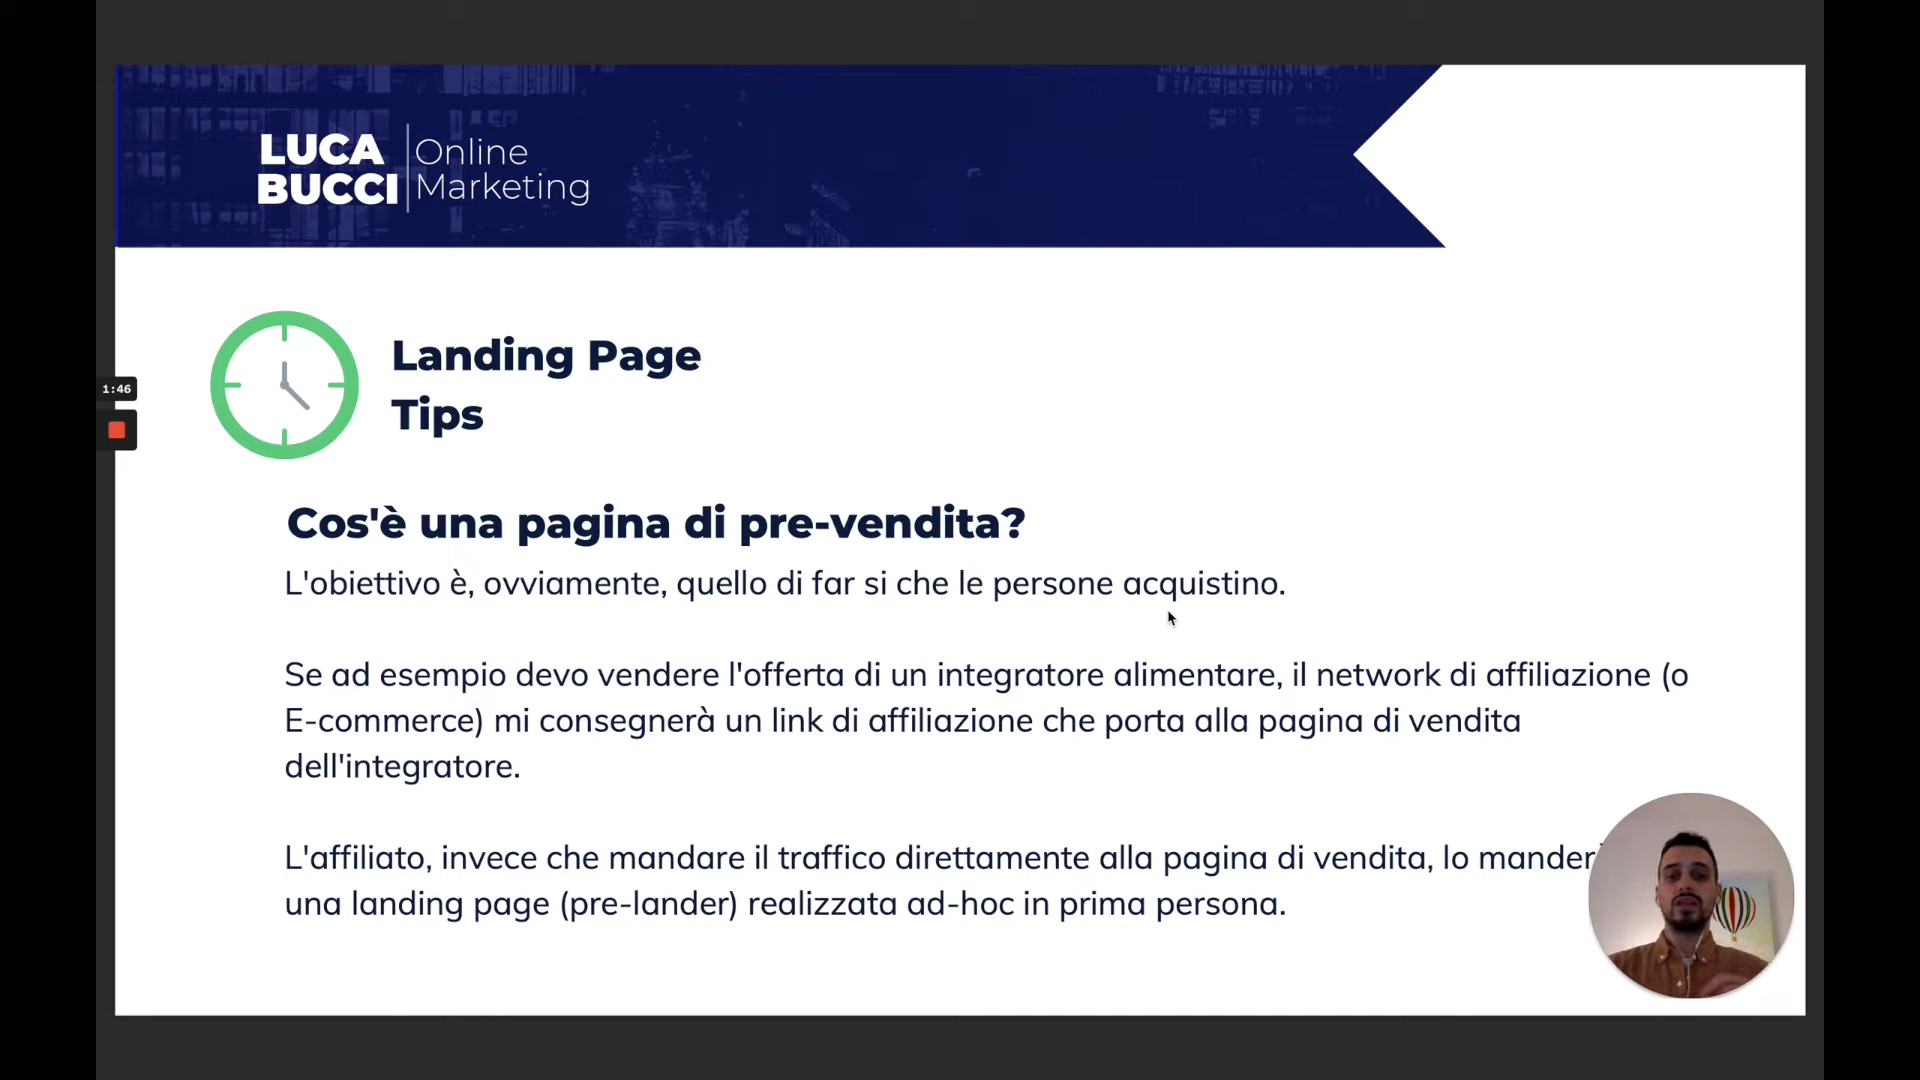 LUCA
BUCCI
Online
Marketing
1:46
Landing Page
Tips
Cos'è una pagina di pre-vendita?
L'obiettivo è, ovviamente, quello di far si che le persone acquistino.
Se ad esempio devo vendere l'offerta di un integratore alimentare, il network di affiliazione (o
E-commerce) mi consegnerà un link di affiliazione che porta alla pagina di vendita
dell'integratore.
L'affiliato, invece che mandare il traffico direttamente alla pagina di vendita, lo manderà
una landing page (pre-lander) realizzata ad-hoc in prima persona.